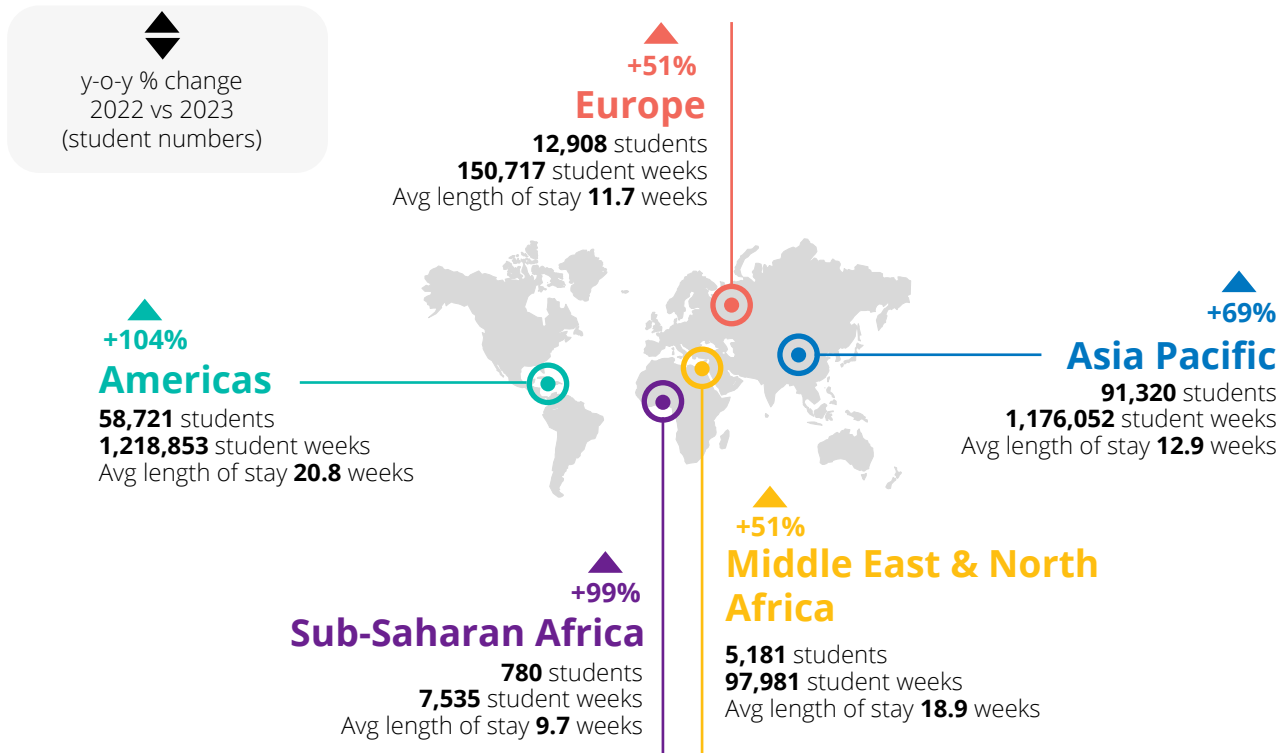 y-o-y % change
2022 vs 2023
(student numbers)
+51%
Europe
12,908 students
150,717 student weeks
Avg length of stay 11.7 weeks
+104%
Americas
58,721 students
1,218,853 student weeks
Avg length of stay 20.8 weeks
+69%
Asia Pacific
91,320 students
1,176,052 student weeks
Avg length of stay 12.9 weeks
+99%
Sub-Saharan Africa
780 students
7,535 student weeks
Avg length of stay 9.7 weeks
+51%
Middle East & North
Africa
5,181 students
97,981 student weeks
Avg length of stay 18.9 weeks